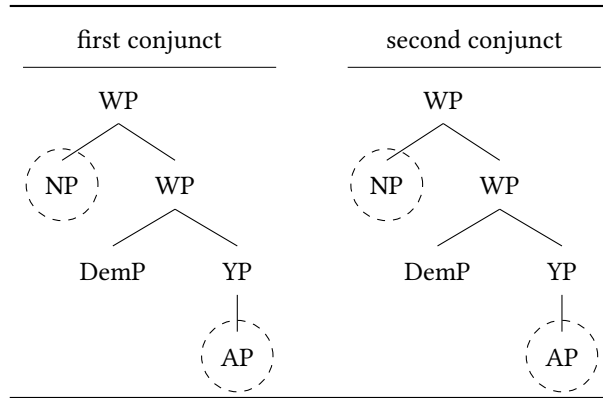 first conjunct second conjunct
WP WP
NP WP NP WP
DemP YP DemP YP
AP AP